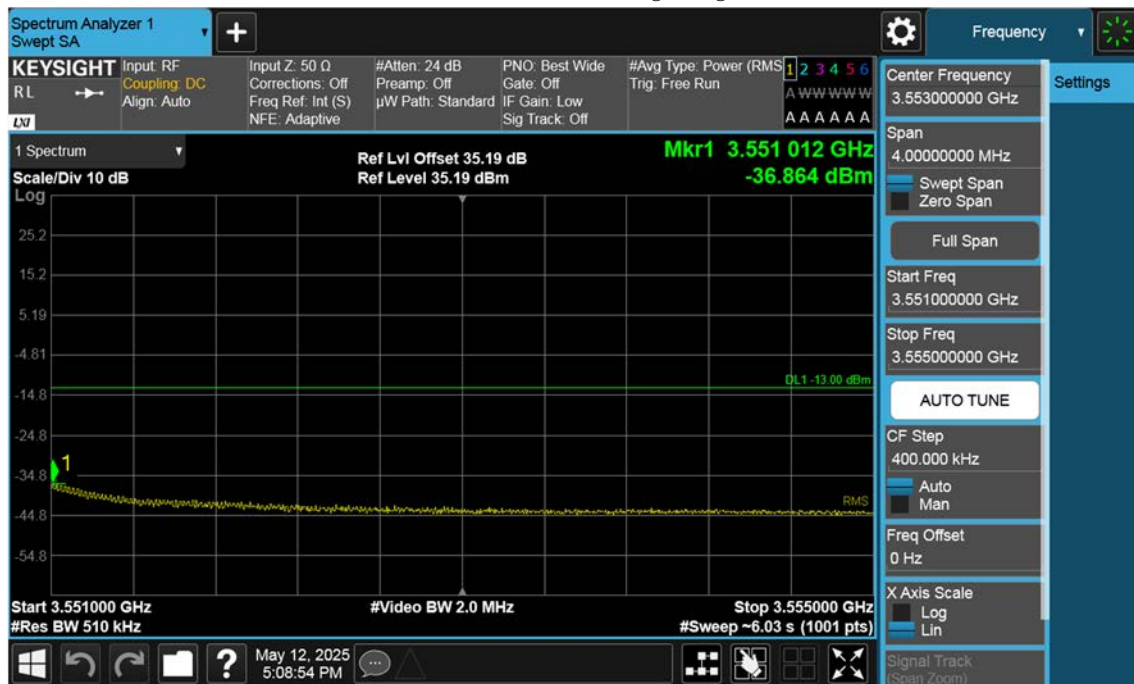 Spectrum Analyzer 1
Swept SA
+
Frequency
KEYSIGHT
RL
LXI
Input: RF
Coupling: DC
Align: Auto
Input Z: 50 Ω
Corrections: Off
Freq Ref: Int (S)
NFE: Adaptive
#Atten: 24 dB
Preamp: Off
µW Path: Standard
PNO: Best Wide
Gate: Off
IF Gain: Low
Sig Track: Off
#Avg Type: Power (RMS
Trig: Free Run
1 2 3 4 5 6
A W W W W W
A A A A A A
1 Spectrum
Scale/Div 10 dB
Ref Lvl Offset 35.19 dB
Ref Level 35.19 dBm
Mkr1 3.551 012 GHz
-36.864 dBm
Log
25.2
15.2
5.19
-4.81
DL1 -13.00 dBm
-14.8
-24.8
1
-34.8
RMS
-44.8
-54.8
Start 3.551000 GHz
#Res BW 510 kHz
#Video BW 2.0 MHz
Stop 3.555000 GHz
#Sweep ~6.03 s (1001 pts)
Center Frequency
3.553000000 GHz
Settings
Span
4.00000000 MHz
Swept Span
Zero Span
Full Span
Start Freq
3.551000000 GHz
Stop Freq
3.555000000 GHz
AUTO TUNE
CF Step
400.000 kHz
Auto
Man
Freq Offset
0 Hz
X Axis Scale
Log
Lin
Signal Track
(Span Zoom)
?
May 12, 2025
5:08:54 PM